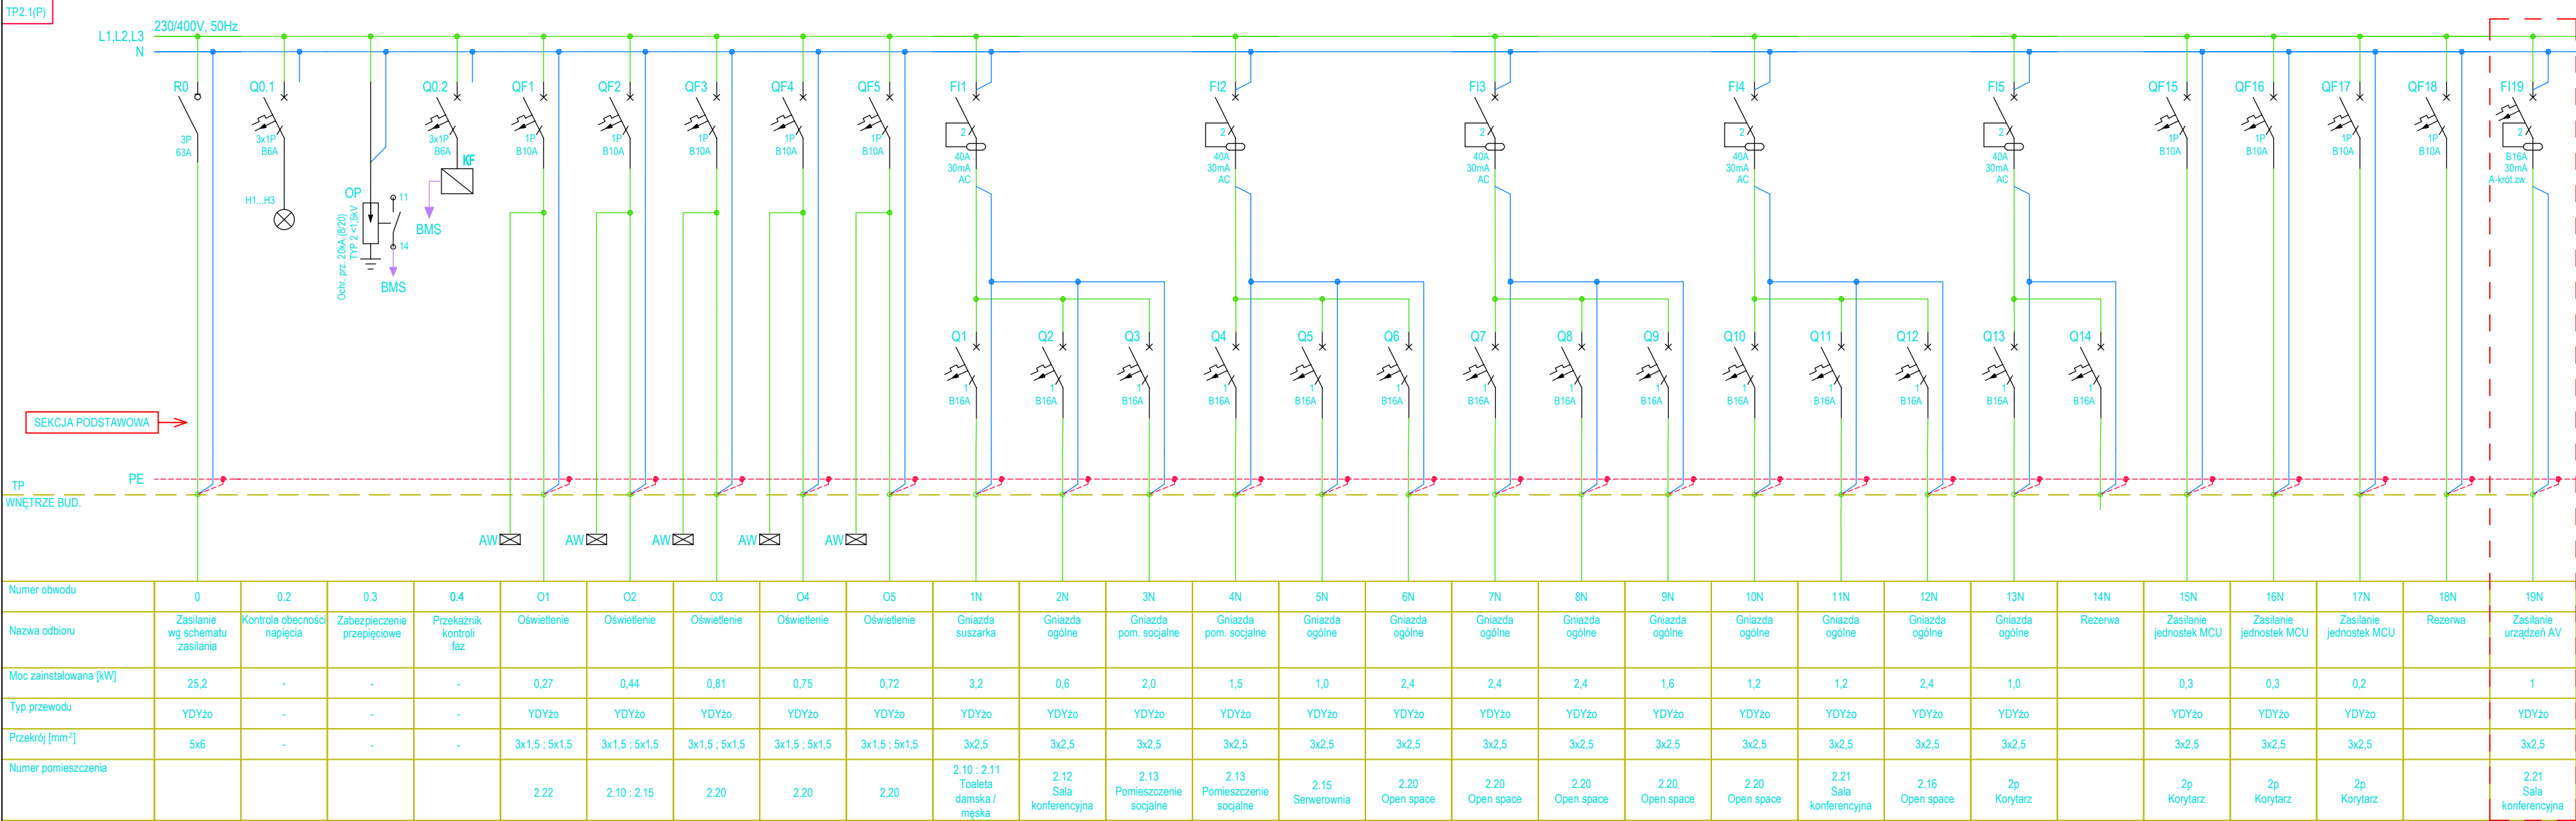 TP2.1(P)
230/400V, 50Hz
L1,L2,L3
N
R0
3P
63A
Q0.1
3x1P
B6A
H1...H3
OP
Ochr. prz. 20kA (8/20)
TYP 2 <1,5kV
11
14
BMS
Q0.2
3x1P
B6A
KF
BMS
QF1
1P
B10A
QF2
1P
B10A
QF3
1P
B10A
QF4
1P
B10A
QF5
1P
B10A
FI1
2
40A
30mA
AC
FI2
2
40A
30mA
AC
FI3
2
40A
30mA
AC
FI4
2
40A
30mA
AC
FI5
2
40A
30mA
AC
QF15
1P
B10A
QF16
1P
B10A
QF17
1P
B10A
QF18
1P
B10A
FI19
2
B16A
30mA
A-krót.zw.
Q1
1
B16A
Q2
1
B16A
Q3
1
B16A
Q4
1
B16A
Q5
1
B16A
Q6
1
B16A
Q7
1
B16A
Q8
1
B16A
Q9
1
B16A
Q10
1
B16A
Q11
1
B16A
Q12
1
B16A
Q13
1
B16A
Q14
1
B16A
SEKCJA PODSTAWOWA
PE
TP
WNĘTRZE BUD.
AW AW AW AW AW
Numer obwodu 0 0.2 0.3 0.4 O1 O2 O3 O4 O5 1N 2N 3N 4N 5N 6N 7N 8N 9N 10N 11N 12N 13N 14N 15N 16N 17N 18N 19N
Nazwa odbioru
Zasilanie
wg schematu
zasilania
Kontrola obecności
napięcia
Zabezpieczenie
przepięciowe
Przekaźnik
kontroli
faz
Oświetlenie
Oświetlenie
Oświetlenie
Oświetlenie
Oświetlenie
Gniazda
suszarka
Gniazda
ogólne
Gniazda
pom. socjalne
Gniazda
pom. socjalne
Gniazda
ogólne
Gniazda
ogólne
Gniazda
ogólne
Gniazda
ogólne
Gniazda
ogólne
Gniazda
ogólne
Gniazda
ogólne
Gniazda
ogólne
Gniazda
ogólne
Rezerwa
Zasilanie
jednostek MCU
Zasilanie
jednostek MCU
Zasilanie
jednostek MCU
Rezerwa
Zasilanie
urządzeń AV
Moc zainstalowana [kW] 25,2 - - - 0,27 0,44 0,81 0,75 0,72 3,2 0,6 2,0 1,5 1,0 2,4 2,4 2,4 1,6 1,2 1,2 2,4 1,0 0,3 0,3 0,2 1
Typ przewodu YDYżo - - - YDYżo YDYżo YDYżo YDYżo YDYżo YDYżo YDYżo YDYżo YDYżo YDYżo YDYżo YDYżo YDYżo YDYżo YDYżo YDYżo YDYżo YDYżo YDYżo YDYżo YDYżo YDYżo
Przekrój [mm²] 5x6 - - - 3x1,5 ; 5x1,5 3x1,5 ; 5x1,5 3x1,5 ; 5x1,5 3x1,5 ; 5x1,5 3x1,5 ; 5x1,5 3x2,5 3x2,5 3x2,5 3x2,5 3x2,5 3x2,5 3x2,5 3x2,5 3x2,5 3x2,5 3x2,5 3x2,5 3x2,5 3x2,5 3x2,5 3x2,5 3x2,5
Numer pomieszczenia
2.22
2.10 : 2.15
2.20
2.20
2.20
2.10 : 2.11
Toaleta
damska /
męska
2.12
Sala
konferencyjna
2.13
Pomieszczenie
socjalne
2.13
Pomieszczenie
socjalne
2.15
Serwerownia
2.20
Open space
2.20
Open space
2.20
Open space
2.20
Open space
2.20
Open space
2.21
Sala
konferencyjna
2.16
Open space
2p
Korytarz
2p
Korytarz
2p
Korytarz
2p
Korytarz
2.21
Sala
konferencyjna